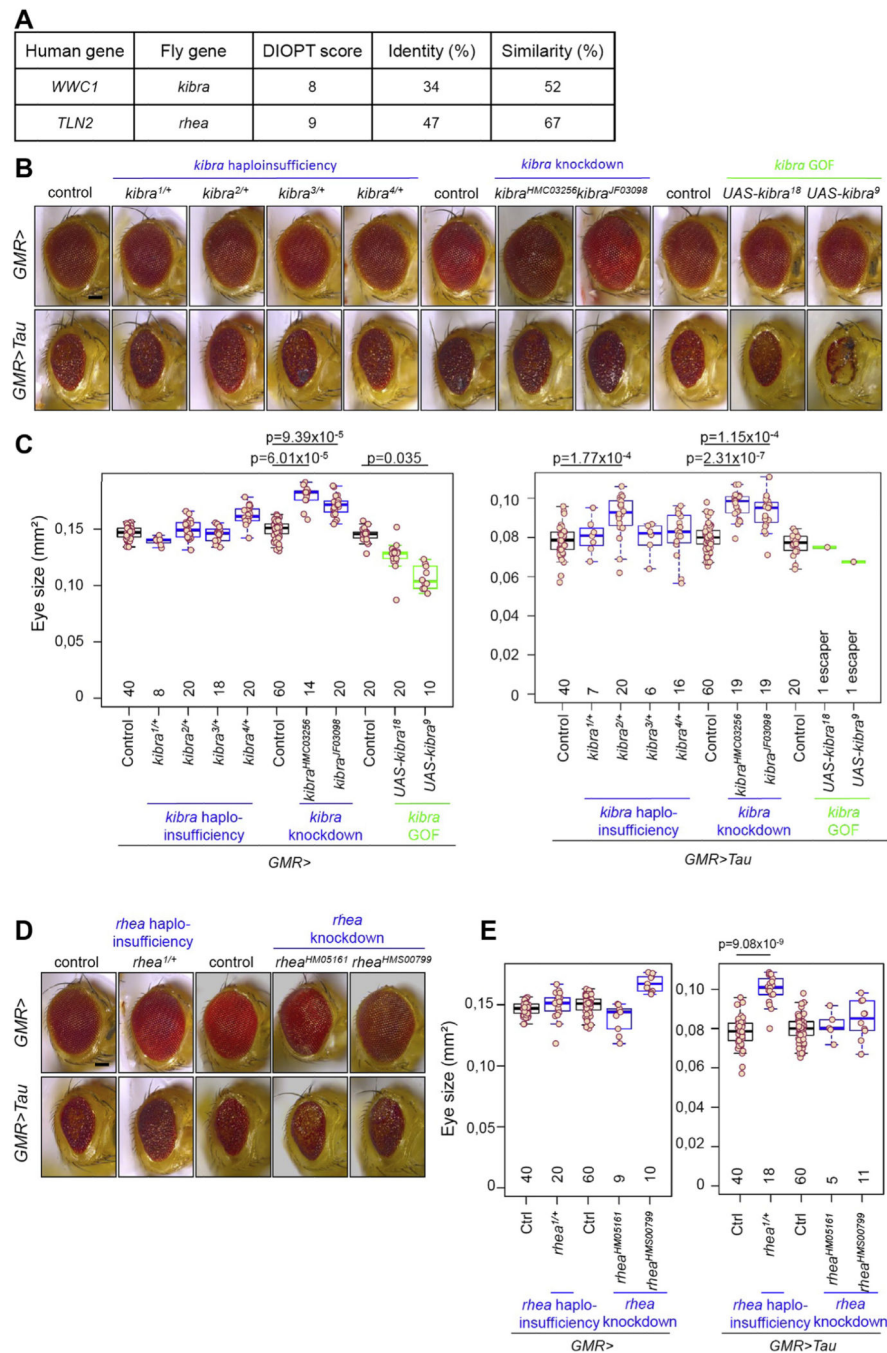 A
Human gene Fly gene DIOPT score Identity (%) Similarity (%)
WWC1 kibra 8 34 52
TLN2 rhea 9 47 67
B
kibra haploinsufficiency kibra knockdown kibra GOF
control kibra1/+ kibra2/+ kibra3/+ kibra4/+ control kibraHMC03256 kibraJF03098 control UAS-kibra18 UAS-kibra9
GMR>
GMR>Tau
C
p=9.39x10-5
p=6.01x10-5 p=0.035
Eye size (mm²)
0,15
0,10
0,05
0
40 8 20 18 20 60 14 20 20 20 10
Control kibra1/+ kibra2/+ kibra3/+ kibra4/+ Control kibraHMC03256 kibraJF03098 Control UAS-kibra18 UAS-kibra9
kibra haplo- kibra kibra
insufficiency knockdown GOF
GMR>
p=1.15x10-4
p=1.77x10-4 p=2.31x10-7
0,10
0,08
0,06
0,04
0,02
0
40 7 20 6 16 60 19 19 20 1 escaper 1 escaper
Control kibra1/+ kibra2/+ kibra3/+ kibra4/+ Control kibraHMC03256 kibraJF03098 Control UAS-kibra18 UAS-kibra9
kibra haplo- kibra kibra
insufficiency knockdown GOF
GMR>Tau
D
rhea haplo- rhea
insufficiency knockdown
control rhea1/+ control rheaHM05161 rheaHMS00799
GMR>
GMR>Tau
E
Eye size (mm²)
0,15
0,10
0,15
0
40 20 60 9 10
Ctrl rhea1/+ Ctrl rheaHM05161 rheaHMS00799
rhea haplo- rhea
insufficiency knockdown
GMR>
p=9.08x10-9
0,10
0,08
0,06
0,04
0,02
0
40 18 60 5 11
Ctrl rhea1/+ Ctrl rheaHM05161 rheaHMS00799
rhea haplo- rhea
insufficiency knockdown
GMR>Tau